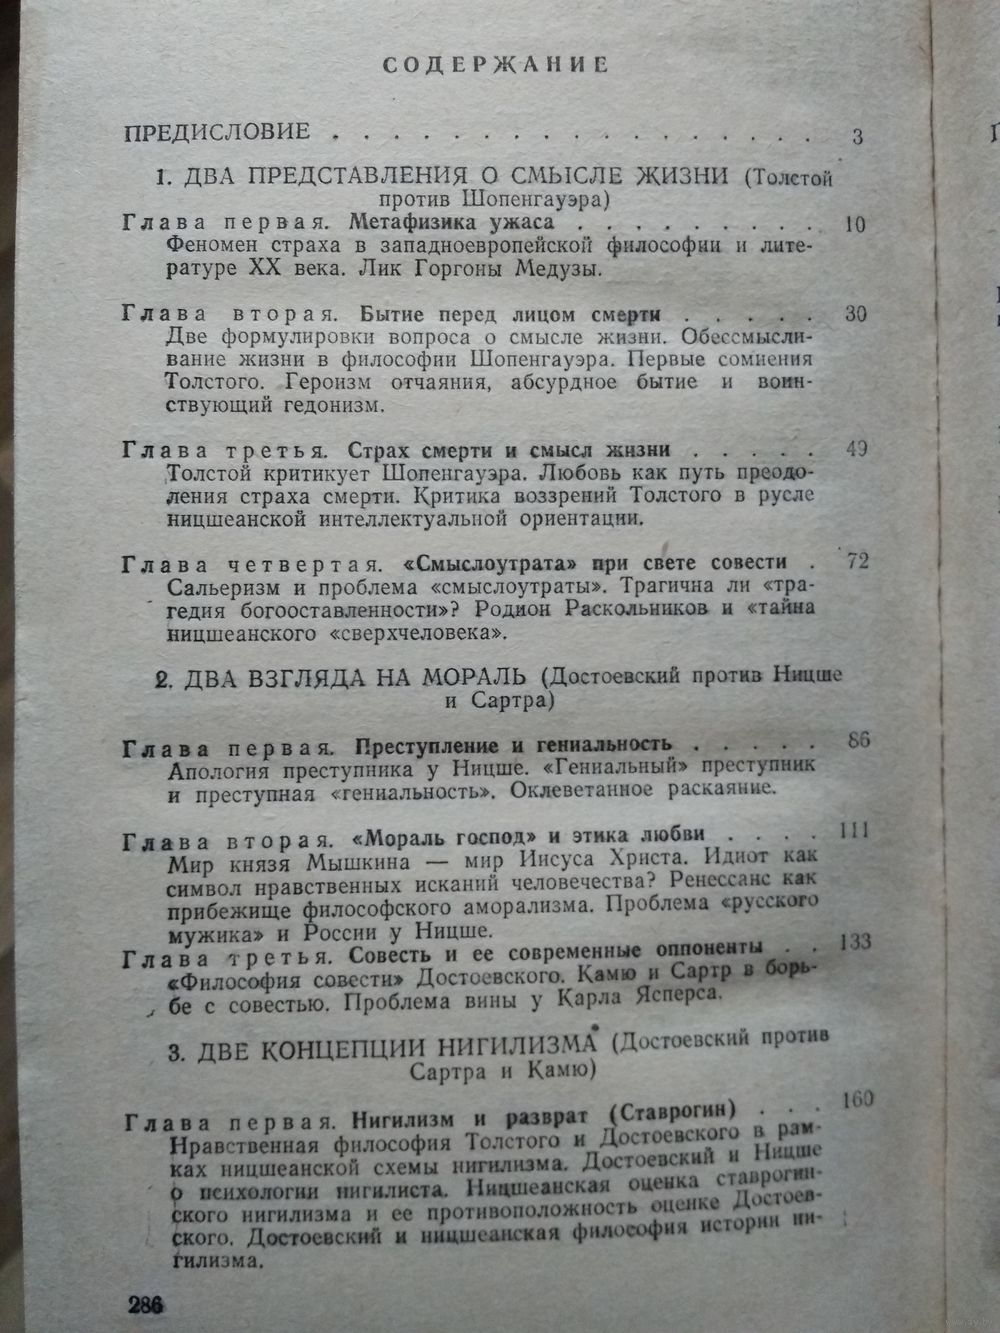 СОДЕРЖАНИЕ
ПРЕДИСЛОВИЕ . . . . . . . . . . . . . . . . . 3
1. ДВА ПРЕДСТАВЛЕНИЯ О СМЫСЛЕ ЖИЗНИ (Толстой
против Шопенгауэра)
Глава первая. Метафизика ужаса . . . . . . . . . 10
Феномен страха в западноевропейской философии и лите-
ратуре XX века. Лик Горгоны Медузы.
Глава вторая. Бытие перед лицом смерти . . . . . 30
Две формулировки вопроса о смысле жизни. Обессмысли-
вание жизни в философии Шопенгауэра. Первые сомнения
Толстого. Героизм отчаяния, абсурдное бытие и воин-
ствующий гедонизм.
Глава третья. Страх смерти и смысл жизни . . . . . 49
Толстой критикует Шопенгауэра. Любовь как путь преодо-
ления страха смерти. Критика воззрений Толстого в русле
ницшеанской интеллектуальной ориентации.
Глава четвертая. «Смыслоутрата» при свете совести . 72
Сальеризм и проблема «смыслоутраты». Трагична ли «тра-
гедия богооставленности»? Родион Раскольников и «тайна
ницшеанского «сверхчеловека».
2. ДВА ВЗГЛЯДА НА МОРАЛЬ (Достоевский против Ницше
и Сартра)
Глава первая. Преступление и гениальность . . . . . 86
Апология преступника у Ницше. «Гениальный» преступник
и преступная «гениальность». Оклеветанное раскаяние.
Глава вторая. «Мораль господ» и этика любви . . . . 111
Мир князя Мышкина — мир Иисуса Христа. Идиот как
символ нравственных исканий человечества? Ренессанс как
прибежище философского аморализма. Проблема «русского
мужика» и России у Ницше.
Глава третья. Совесть и ее современные оппоненты . . 133
«Философия совести» Достоевского. Камю и Сартр в борь-
бе с совестью. Проблема вины у Карла Ясперса.
3. ДВЕ КОНЦЕПЦИИ НИГИЛИЗМА (Достоевский против
Сартра и Камю)
Глава первая. Нигилизм и разврат (Ставрогин) . . . 160
Нравственная философия Толстого и Достоевского в рам-
ках ницшеанской схемы нигилизма. Достоевский и Ницше
о психологии нигилиста. Ницшеанская оценка ставрогин-
ского нигилизма и ее противоположность оценке Достоев-
ского. Достоевский и ницшеанская философия истории ни-
гилизма.
286